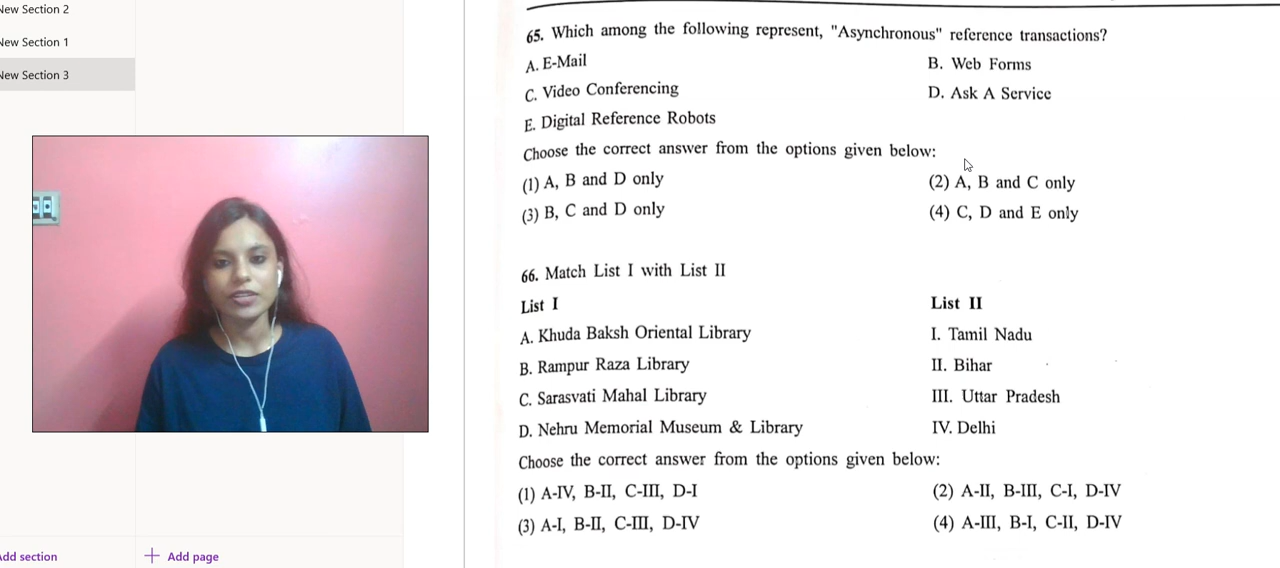 New Section 2
New Section 1
New Section 3
Add section
Add page
65. Which among the following represent, "Asynchronous" reference transactions?
A. E-Mail
B. Web Forms
C. Video Conferencing
D. Ask A Service
E. Digital Reference Robots
Choose the correct answer from the options given below:
(1) A, B and D only
(2) A, B and C only
(3) B, C and D only
(4) C, D and E only
66. Match List I with List II
List I
List II
A. Khuda Baksh Oriental Library
I. Tamil Nadu
B. Rampur Raza Library
II. Bihar
C. Sarasvati Mahal Library
III. Uttar Pradesh
D. Nehru Memorial Museum & Library
IV. Delhi
Choose the correct answer from the options given below:
(1) A-IV, B-II, C-III, D-I
(2) A-II, B-III, C-I, D-IV
(3) A-I, B-II, C-III, D-IV
(4) A-III, B-I, C-II, D-IV